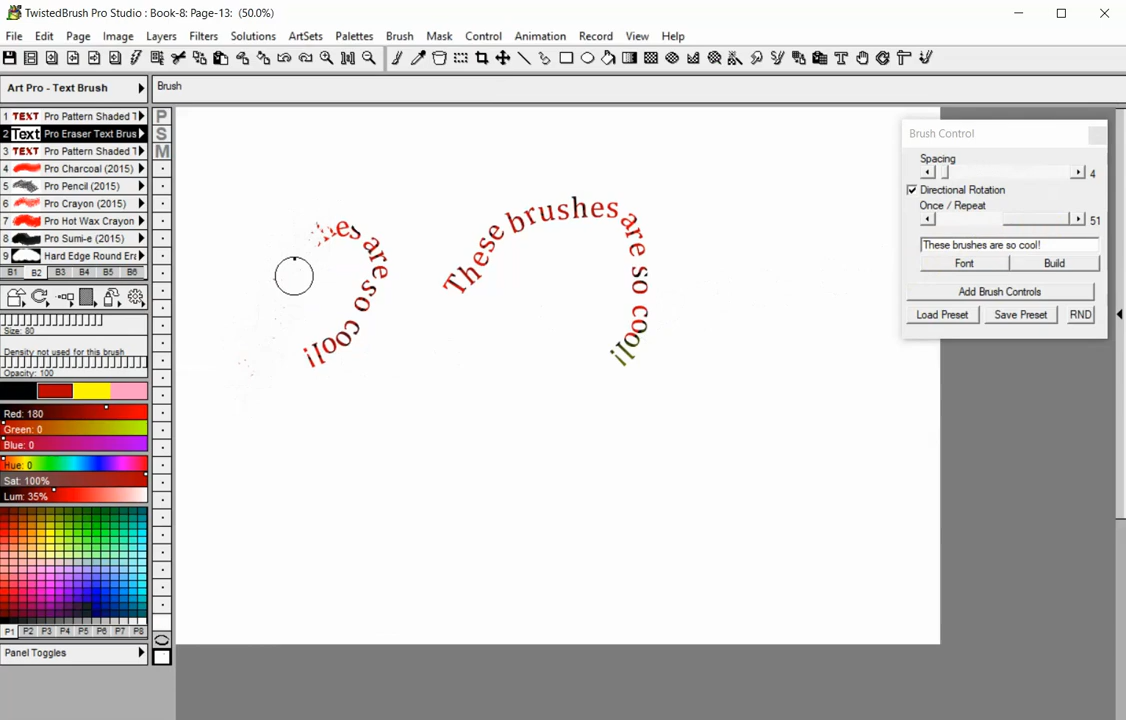 TwistedBrush Pro Studio : Book-8: Page-13: (50.0%)
File Edit Page Image Layers Filters Solutions ArtSets Palettes Brush Mask Control Animation Record View Help
Art Pro - Text Brush
Brush
1 TEXT Pro Pattern Shaded T
2 Text Pro Eraser Text Brus
3 TEXT Pro Pattern Shaded T
4 Pro Charcoal (2015)
5 Pro Pencil (2015)
6 Pro Crayon (2015)
7 Pro Hot Wax Crayon
8 Pro Sumi-e (2015)
9 Hard Edge Round Era
B1 B2 B3 B4 B5 B6
P
S
M
Size: 80
Density not used for this brush
Opacity: 100
Red: 180
Green: 0
Blue: 0
Hue: 0
Sat: 100%
Lum: 35%
P1 P2 P3 P4 P5 P6 P7 P8
Panel Toggles
hes are so cool!
These brushes are so cool!
Brush Control
Spacing
4
Directional Rotation
Once / Repeat
51
These brushes are so cool!
Font Build
Add Brush Controls
Load Preset Save Preset RND